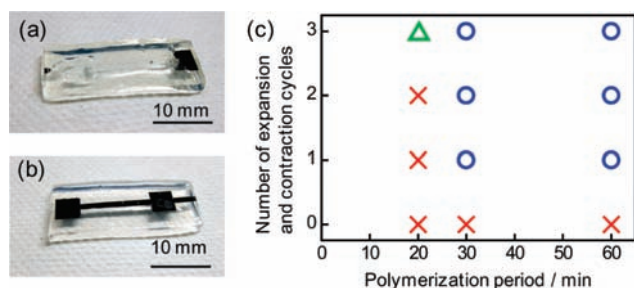 (a)
10 mm
(b)
10 mm
(c)
Number of expansion
and contraction cycles
3
2
1
0
0 10 20 30 40 50 60
Polymerization period / min